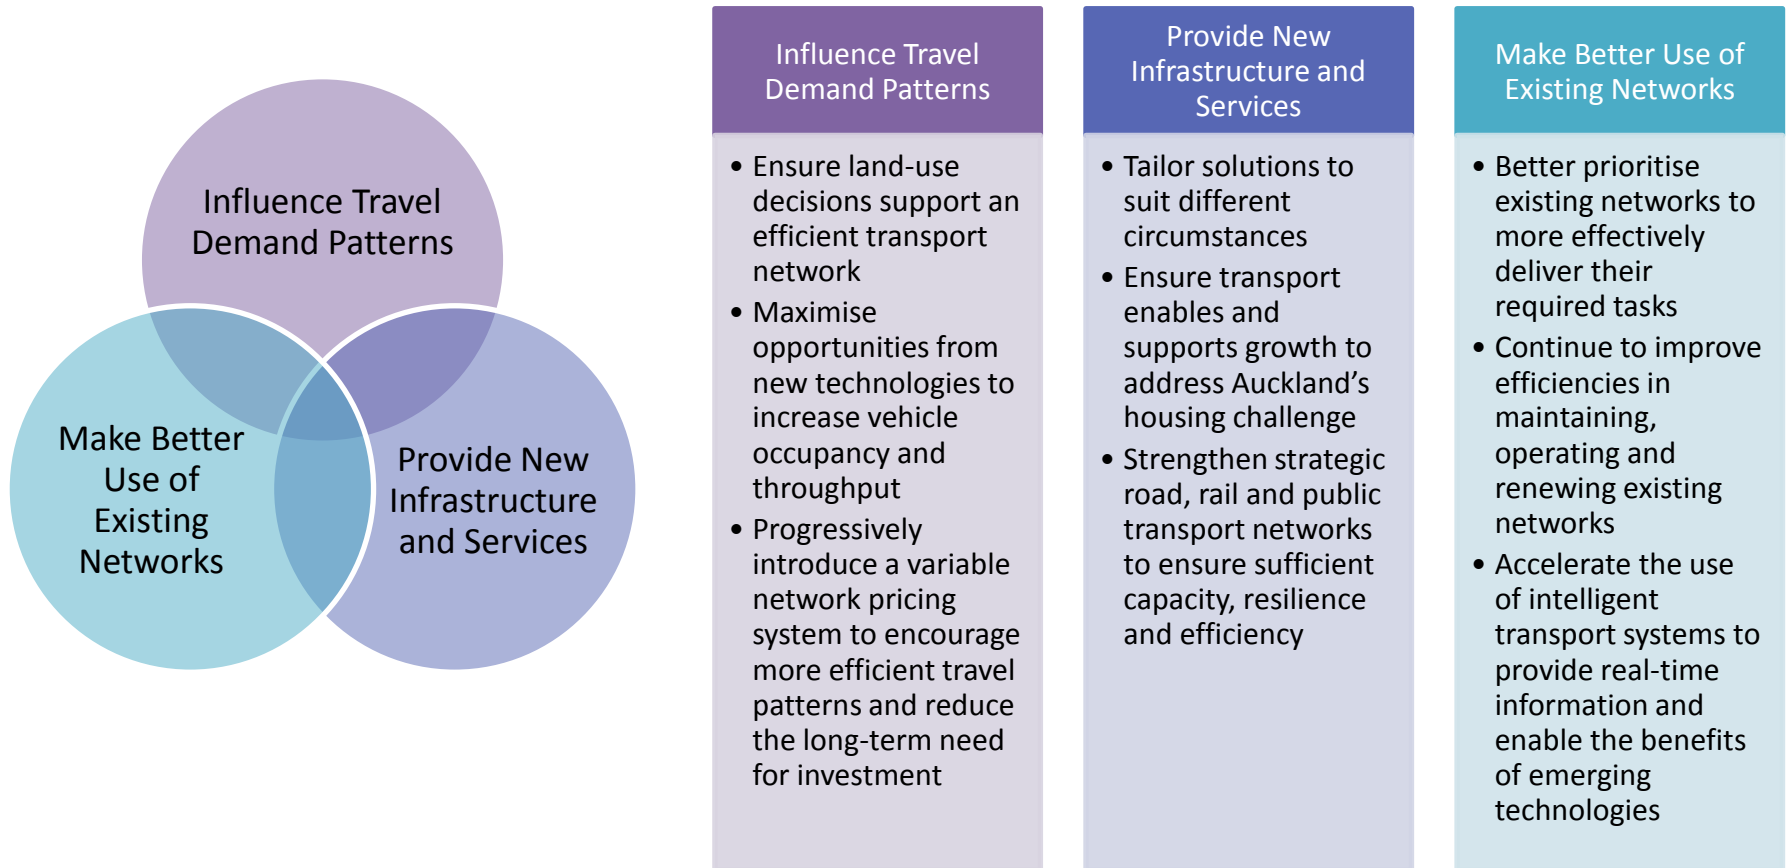 Influence Travel
Demand Patterns
Make Better
Use of
Existing
Networks
Provide New
Infrastructure
and Services
Influence Travel
Demand Patterns
• Ensure land-use
decisions support an
efficient transport
network
• Maximise
opportunities from
new technologies to
increase vehicle
occupancy and
throughput
• Progressively
introduce a variable
network pricing
system to encourage
more efficient travel
patterns and reduce
the long-term need
for investment
Provide New
Infrastructure and
Services
• Tailor solutions to
suit different
circumstances
• Ensure transport
enables and
supports growth to
address Auckland’s
housing challenge
• Strengthen strategic
road, rail and public
transport networks
to ensure sufficient
capacity, resilience
and efficiency
Make Better Use of
Existing Networks
• Better prioritise
existing networks to
more effectively
deliver their
required tasks
• Continue to improve
efficiencies in
maintaining,
operating and
renewing existing
networks
• Accelerate the use
of intelligent
transport systems to
provide real-time
information and
enable the benefits
of emerging
technologies